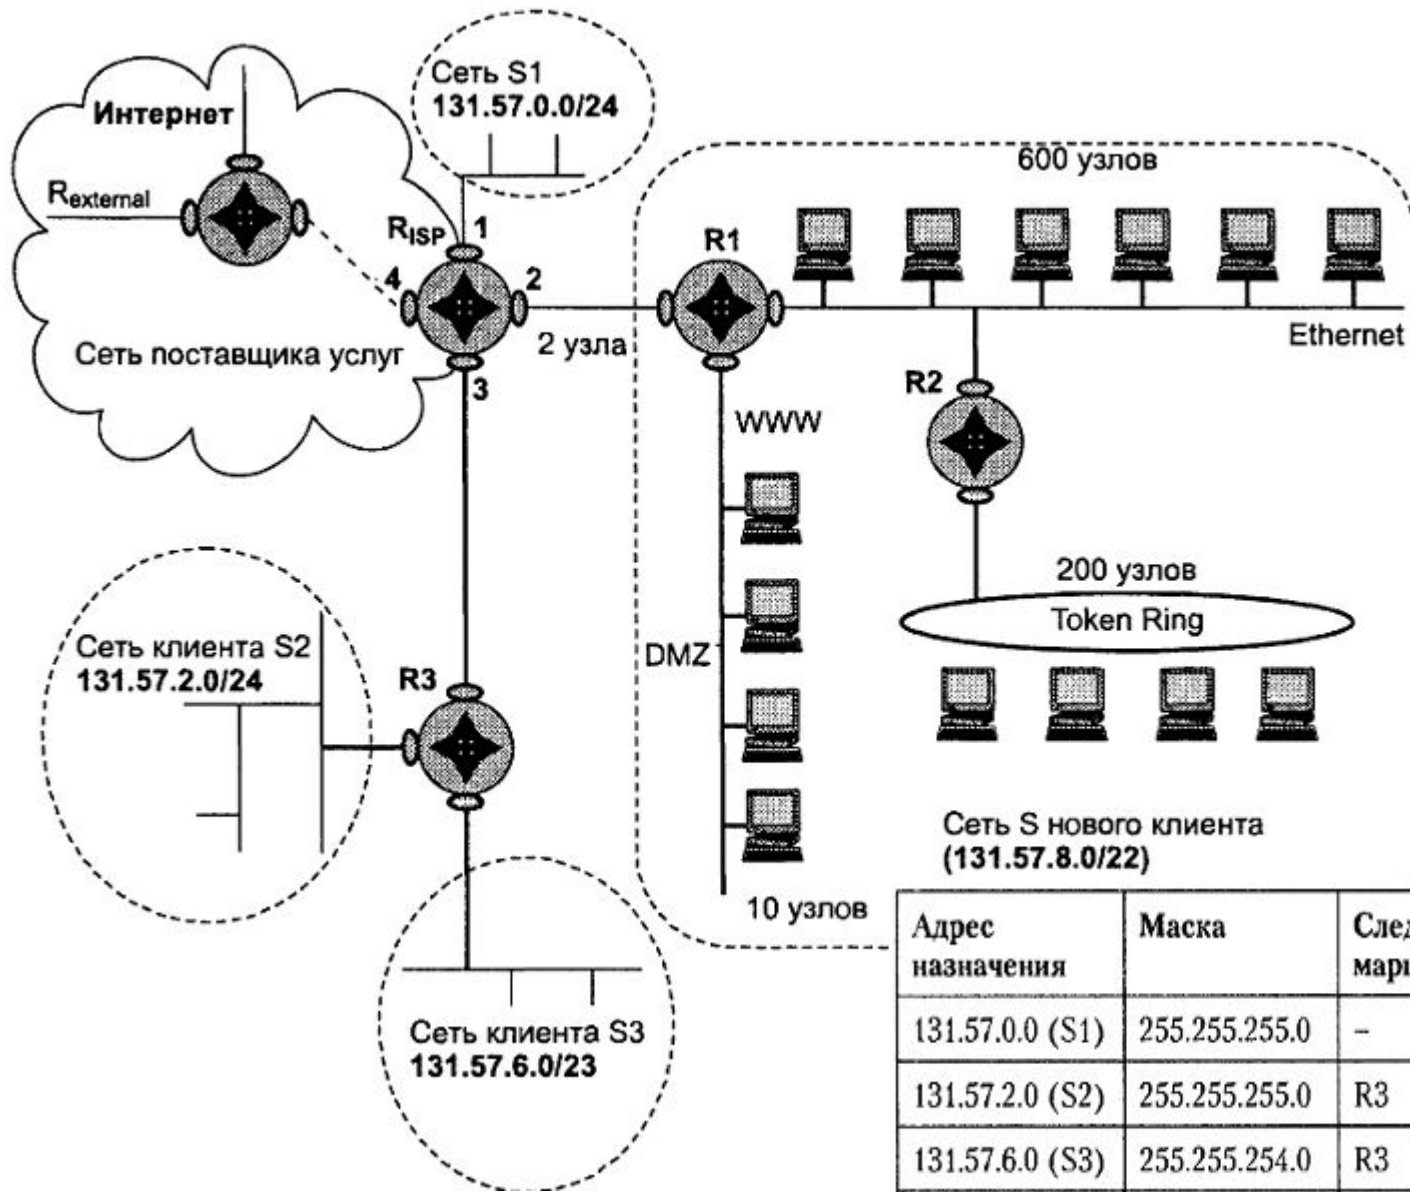 Сеть S1
131.57.0.0/24
Интернет
600 узлов
Rexternal
RISP
1
R1
4
2
2 узла
Ethernet
Сеть поставщика услуг
3
R2
WWW
200 узлов
Token Ring
Сеть клиента S2
131.57.2.0/24
DMZ
R3
Сеть S нового клиента
(131.57.8.0/22)
10 узлов
Адрес назначения
Маска
Сеть клиента S3
131.57.6.0/23
131.57.0.0 (S1) 255.255.255.0 –
131.57.2.0 (S2) 255.255.255.0 R3
131.57.6.0 (S3) 255.255.254.0 R3